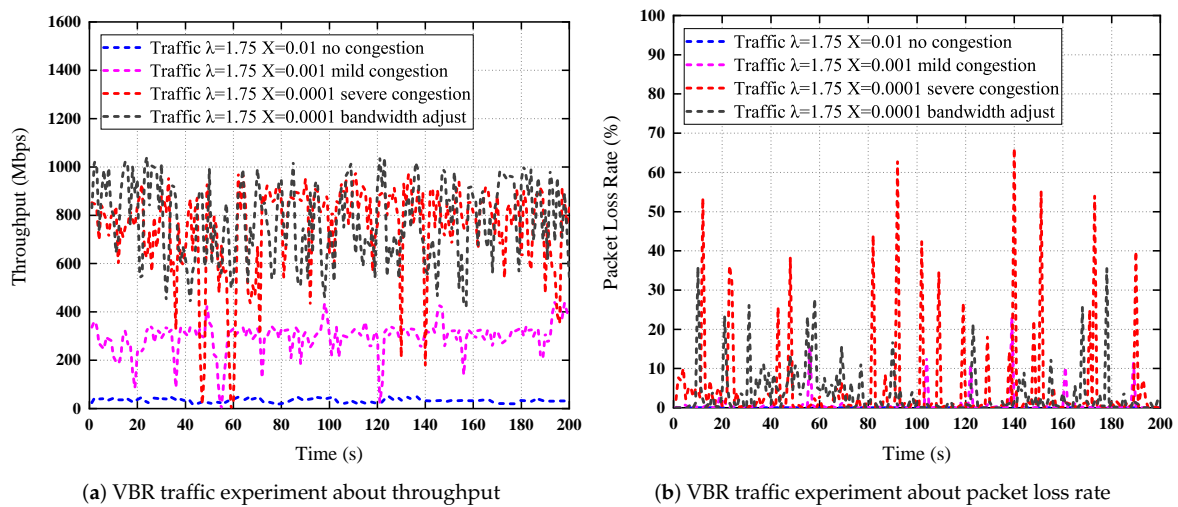 1600
1400
1200
1000
800
600
400
200
0
Throughput (Mbps)
Traffic λ=1.75 X=0.01 no congestion
Traffic λ=1.75 X=0.001 mild congestion
Traffic λ=1.75 X=0.0001 severe congestion
Traffic λ=1.75 X=0.0001 bandwidth adjust
0 20 40 60 80 100 120 140 160 180 200
Time (s)
(a) VBR traffic experiment about throughput
100
90
80
70
60
50
40
30
20
10
0
Packet Loss Rate (%)
Traffic λ=1.75 X=0.01 no congestion
Traffic λ=1.75 X=0.001 mild congestion
Traffic λ=1.75 X=0.0001 severe congestion
Traffic λ=1.75 X=0.0001 bandwidth adjust
0 20 40 60 80 100 120 140 160 180 200
Time (s)
(b) VBR traffic experiment about packet loss rate